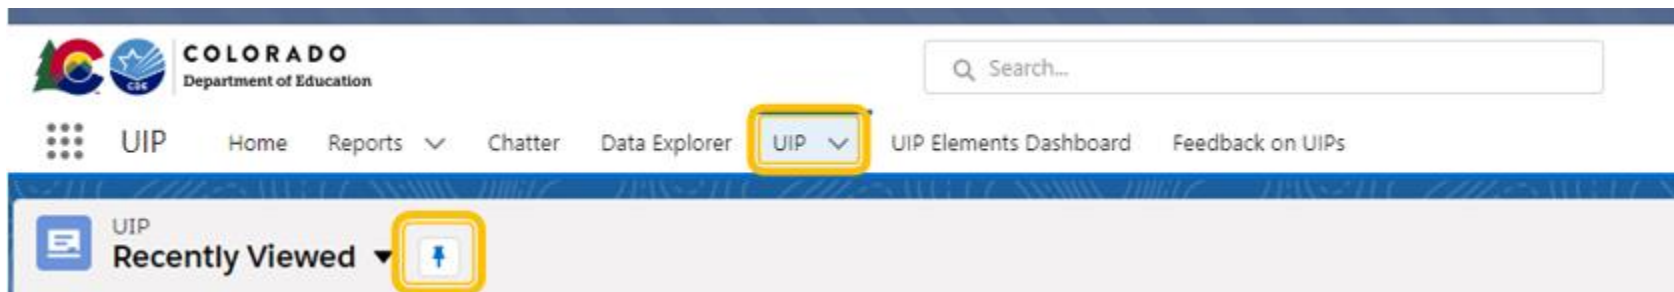 COLORADO
Department of Education
CDE
Search...
UIP Home Reports Chatter Data Explorer UIP UIP Elements Dashboard Feedback on UIPs
UIP
Recently Viewed